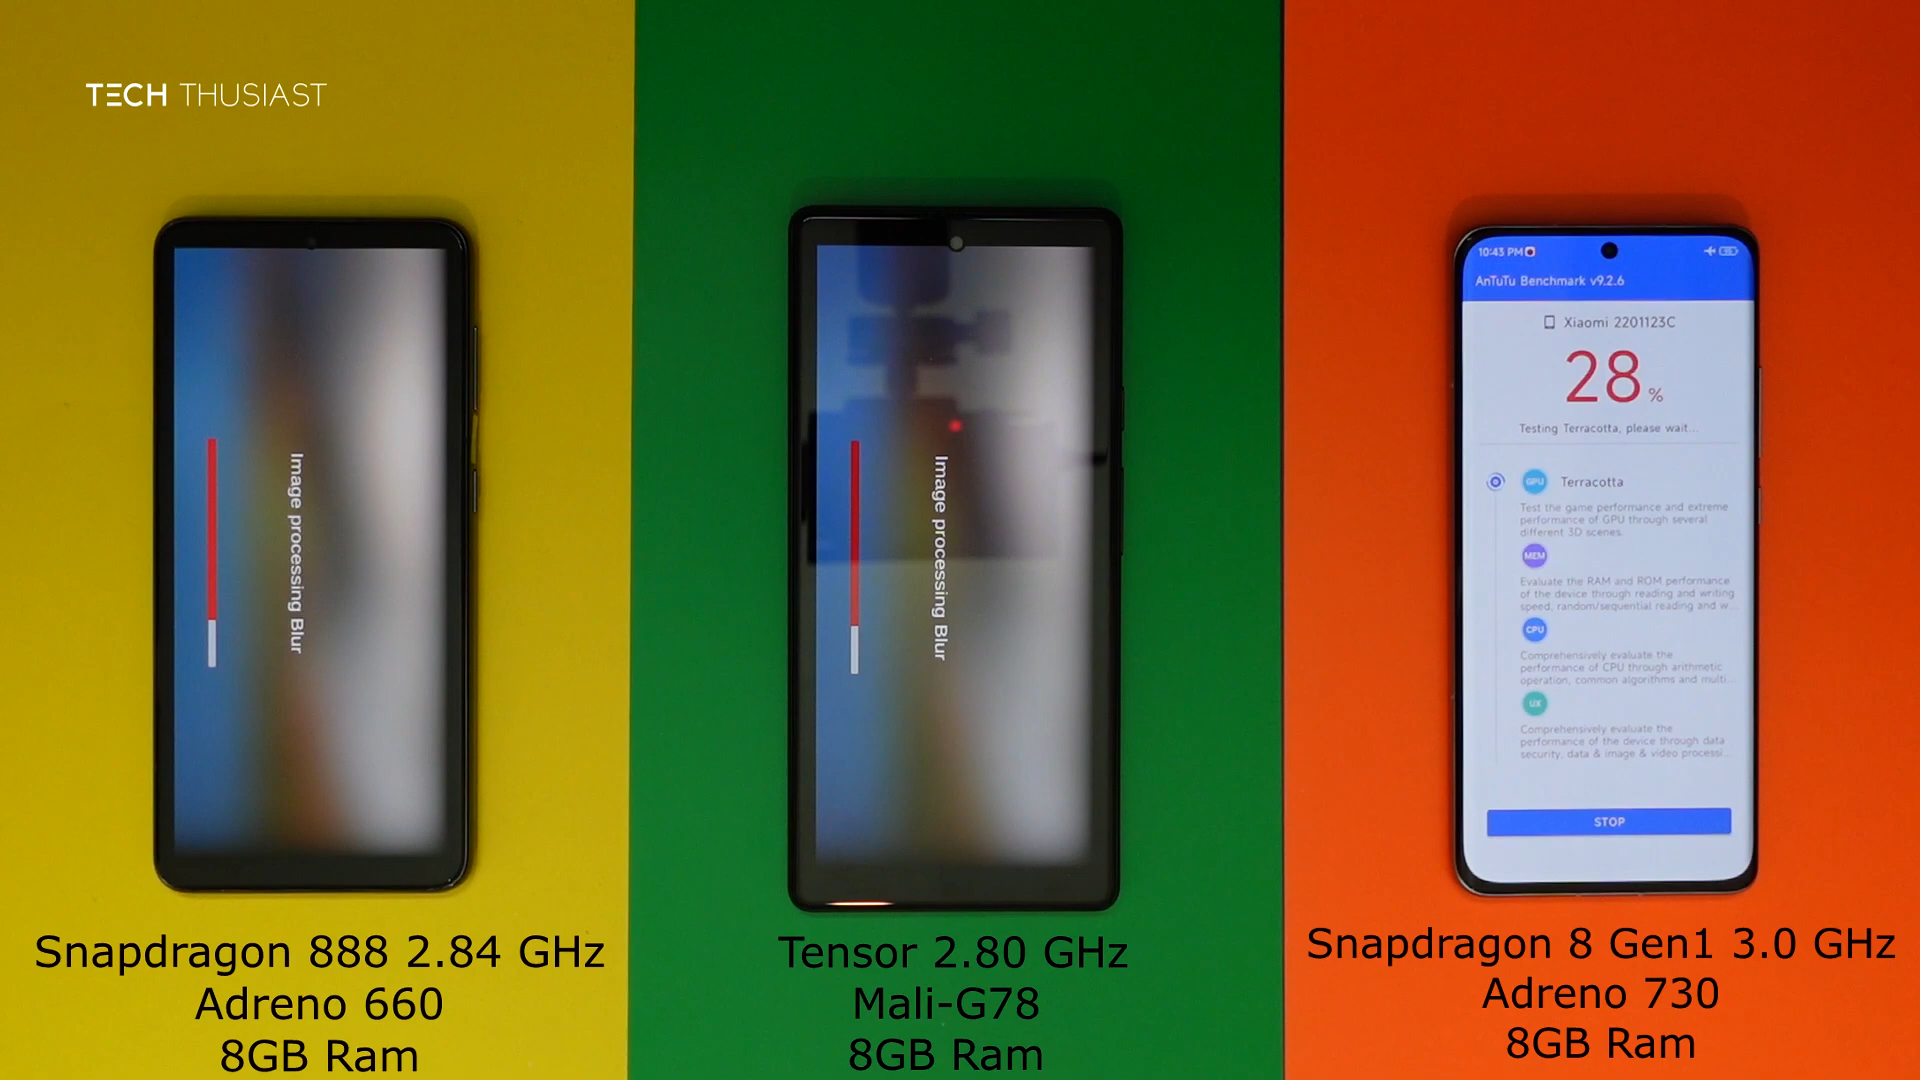 TECH THUSIAST
Image processing Blur
Image processing Blur
10:43 PM
AnTuTu Benchmark v9.2.6
Xiaomi 2201123C
28%
Testing Terracotta, please wait...
GPU Terracotta
Test the game performance and extreme
performance of GPU through several
different 3D scenes.
MEM
Evaluate the RAM and ROM performance
of the device through reading and writing
speed, random/sequential reading and w...
CPU
Comprehensively evaluate the
performance of CPU through arithmetic
operation, common algorithms and multi...
UX
Comprehensively evaluate the
performance of the device through data
security, data & image & video processi...
STOP
Snapdragon 888 2.84 GHz
Adreno 660
8GB Ram
Tensor 2.80 GHz
Mali-G78
8GB Ram
Snapdragon 8 Gen1 3.0 GHz
Adreno 730
8GB Ram